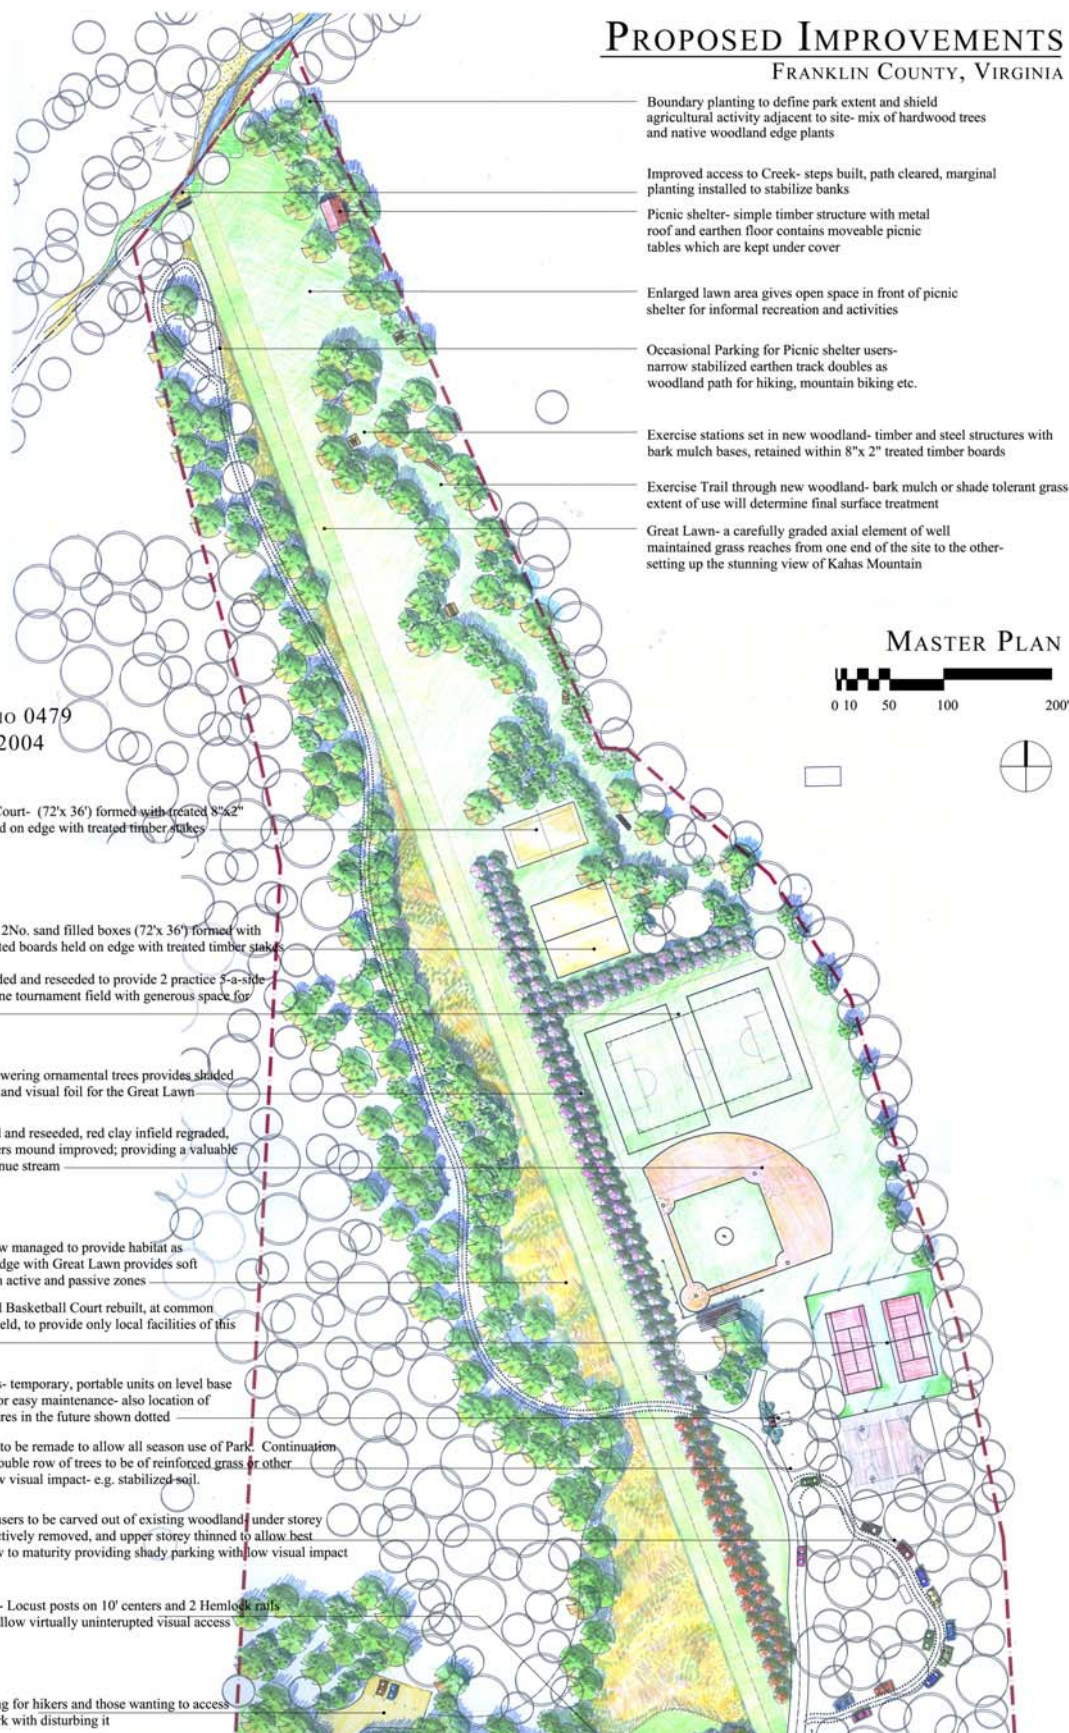 PROPOSED IMPROVEMENTS
FRANKLIN COUNTY, VIRGINIA
Boundary planting to define park extent and shield
agricultural activity adjacent to site- mix of hardwood trees
and native woodland edge plants
Improved access to Creek- steps built, path cleared, marginal
planting installed to stabilize banks
Picnic shelter- simple timber structure with metal
roof and earthen floor contains moveable picnic
tables which are kept under cover
Enlarged lawn area gives open space in front of picnic
shelter for informal recreation and activities
Occasional Parking for Picnic shelter users-
narrow stabilized earthen track doubles as
woodland path for hiking, mountain biking etc.
Exercise stations set in new woodland- timber and steel structures with
bark mulch bases, retained within 8"x 2" treated timber boards
Exercise Trail through new woodland- bark mulch or shade tolerant grass-
extent of use will determine final surface treatment
Great Lawn- a carefully graded axial element of well
maintained grass reaches from one end of the site to the other-
setting up the stunning view of Kahas Mountain
MASTER PLAN
0 10 50 100 200'
NO 0479
2004
Court- (72'x 36') formed with treated 8"x2"
d on edge with treated timber stakes
2No. sand filled boxes (72'x 36') formed with
ted boards held on edge with treated timber stakes
ded and reseeded to provide 2 practice 5-a-side
ne tournament field with generous space for
wering ornamental trees provides shaded
and visual foil for the Great Lawn
d and reseeded, red clay infield regraded,
ers mound improved; providing a valuable
nue stream
w managed to provide habitat as
dge with Great Lawn provides soft
n active and passive zones
d Basketball Court rebuilt, at common
eld, to provide only local facilities of this
s- temporary, portable units on level base
or easy maintenance- also location of
res in the future shown dotted
to be remade to allow all season use of Park. Continuation
ouble row of trees to be of reinforced grass or other
w visual impact- e.g. stabilized soil.
users to be carved out of existing woodland- under storey
ctively removed, and upper storey thinned to allow best
w to maturity providing shady parking with low visual impact
- Locust posts on 10' centers and 2 Hemlock rails
llow virtually uninterupted visual access
ng for hikers and those wanting to access
rk with disturbing it